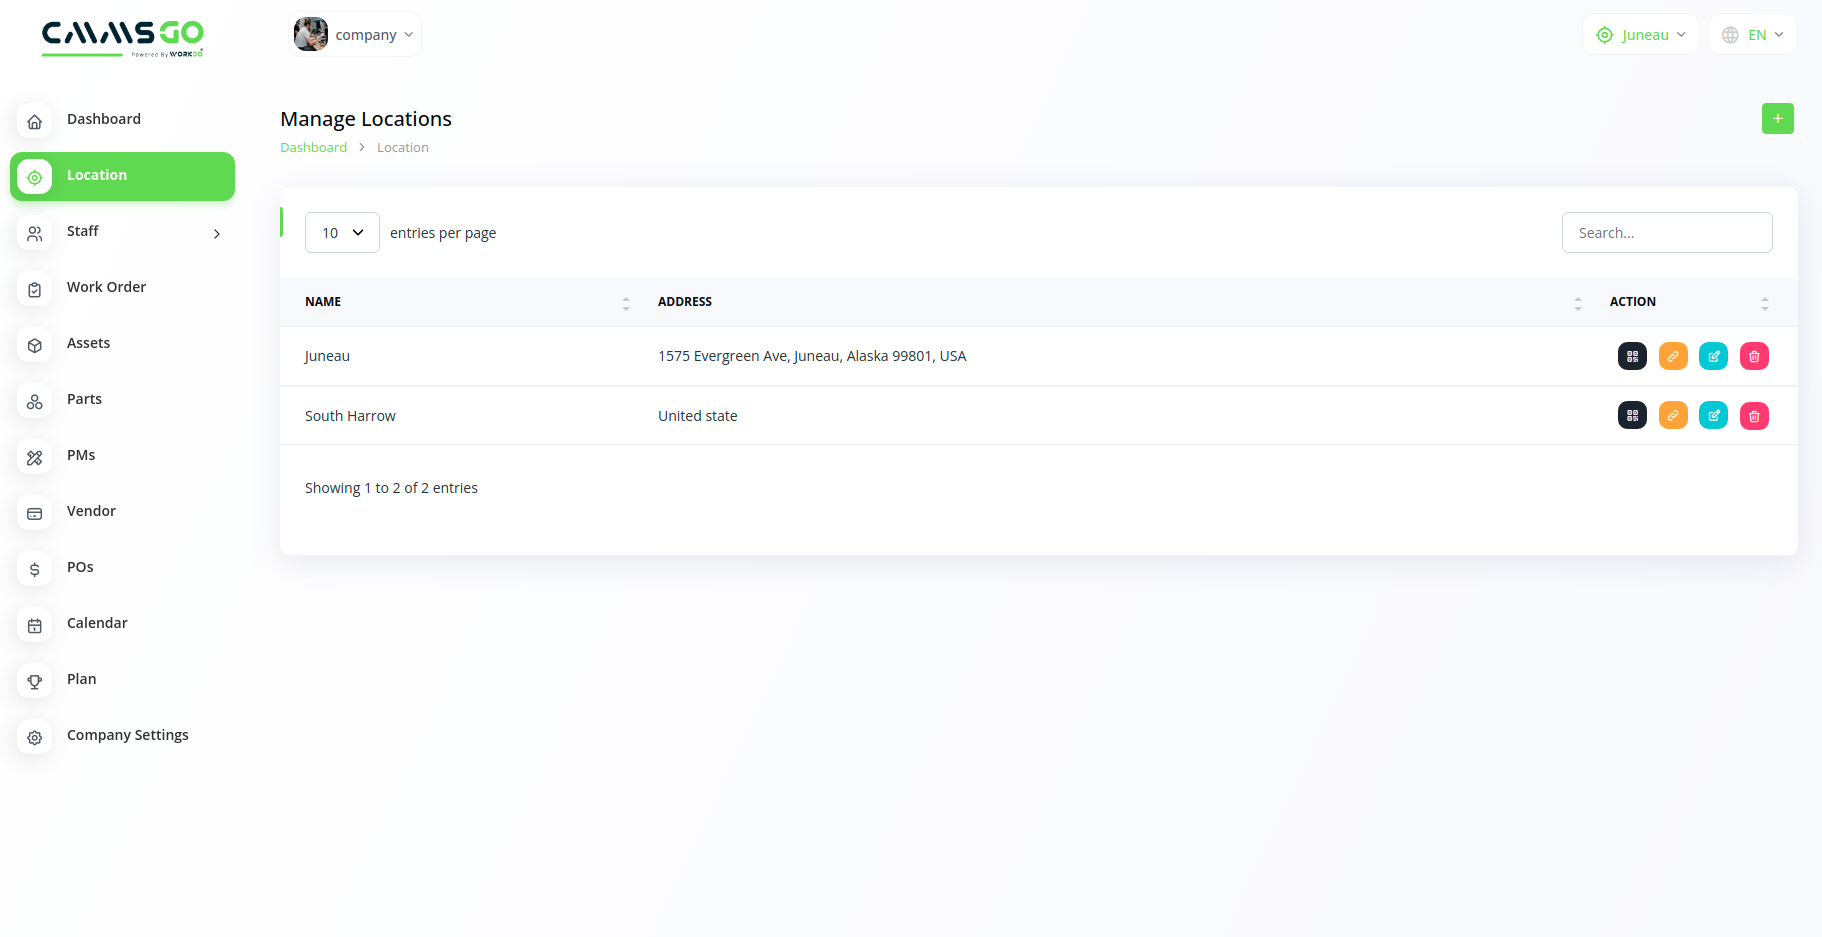 CMMSGO
Powered By WORKDO
company
Juneau
EN
Dashboard
Location
Staff
Work Order
Assets
Parts
PMs
Vendor
POs
Calendar
Plan
Company Settings
Manage Locations
Dashboard > Location
+
10 entries per page
Search...
NAME ADDRESS ACTION
Juneau 1575 Evergreen Ave, Juneau, Alaska 99801, USA
South Harrow United state
Showing 1 to 2 of 2 entries